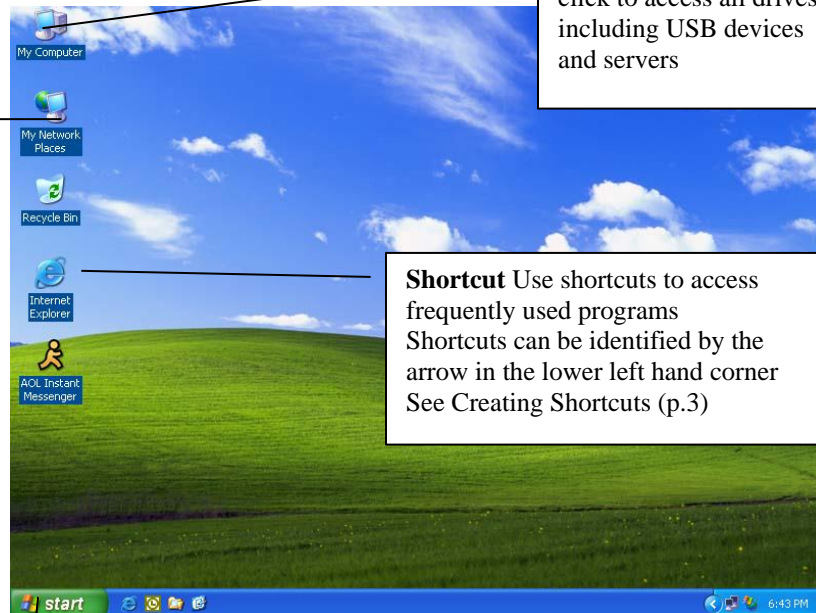 click to access all drives
including USB devices
and servers
My Computer
My Network
Places
Recycle Bin
Internet
Explorer
Shortcut Use shortcuts to access
frequently used programs
Shortcuts can be identified by the
arrow in the lower left hand corner
See Creating Shortcuts (p.3)
AOL Instant
Messenger
start
6:43 PM